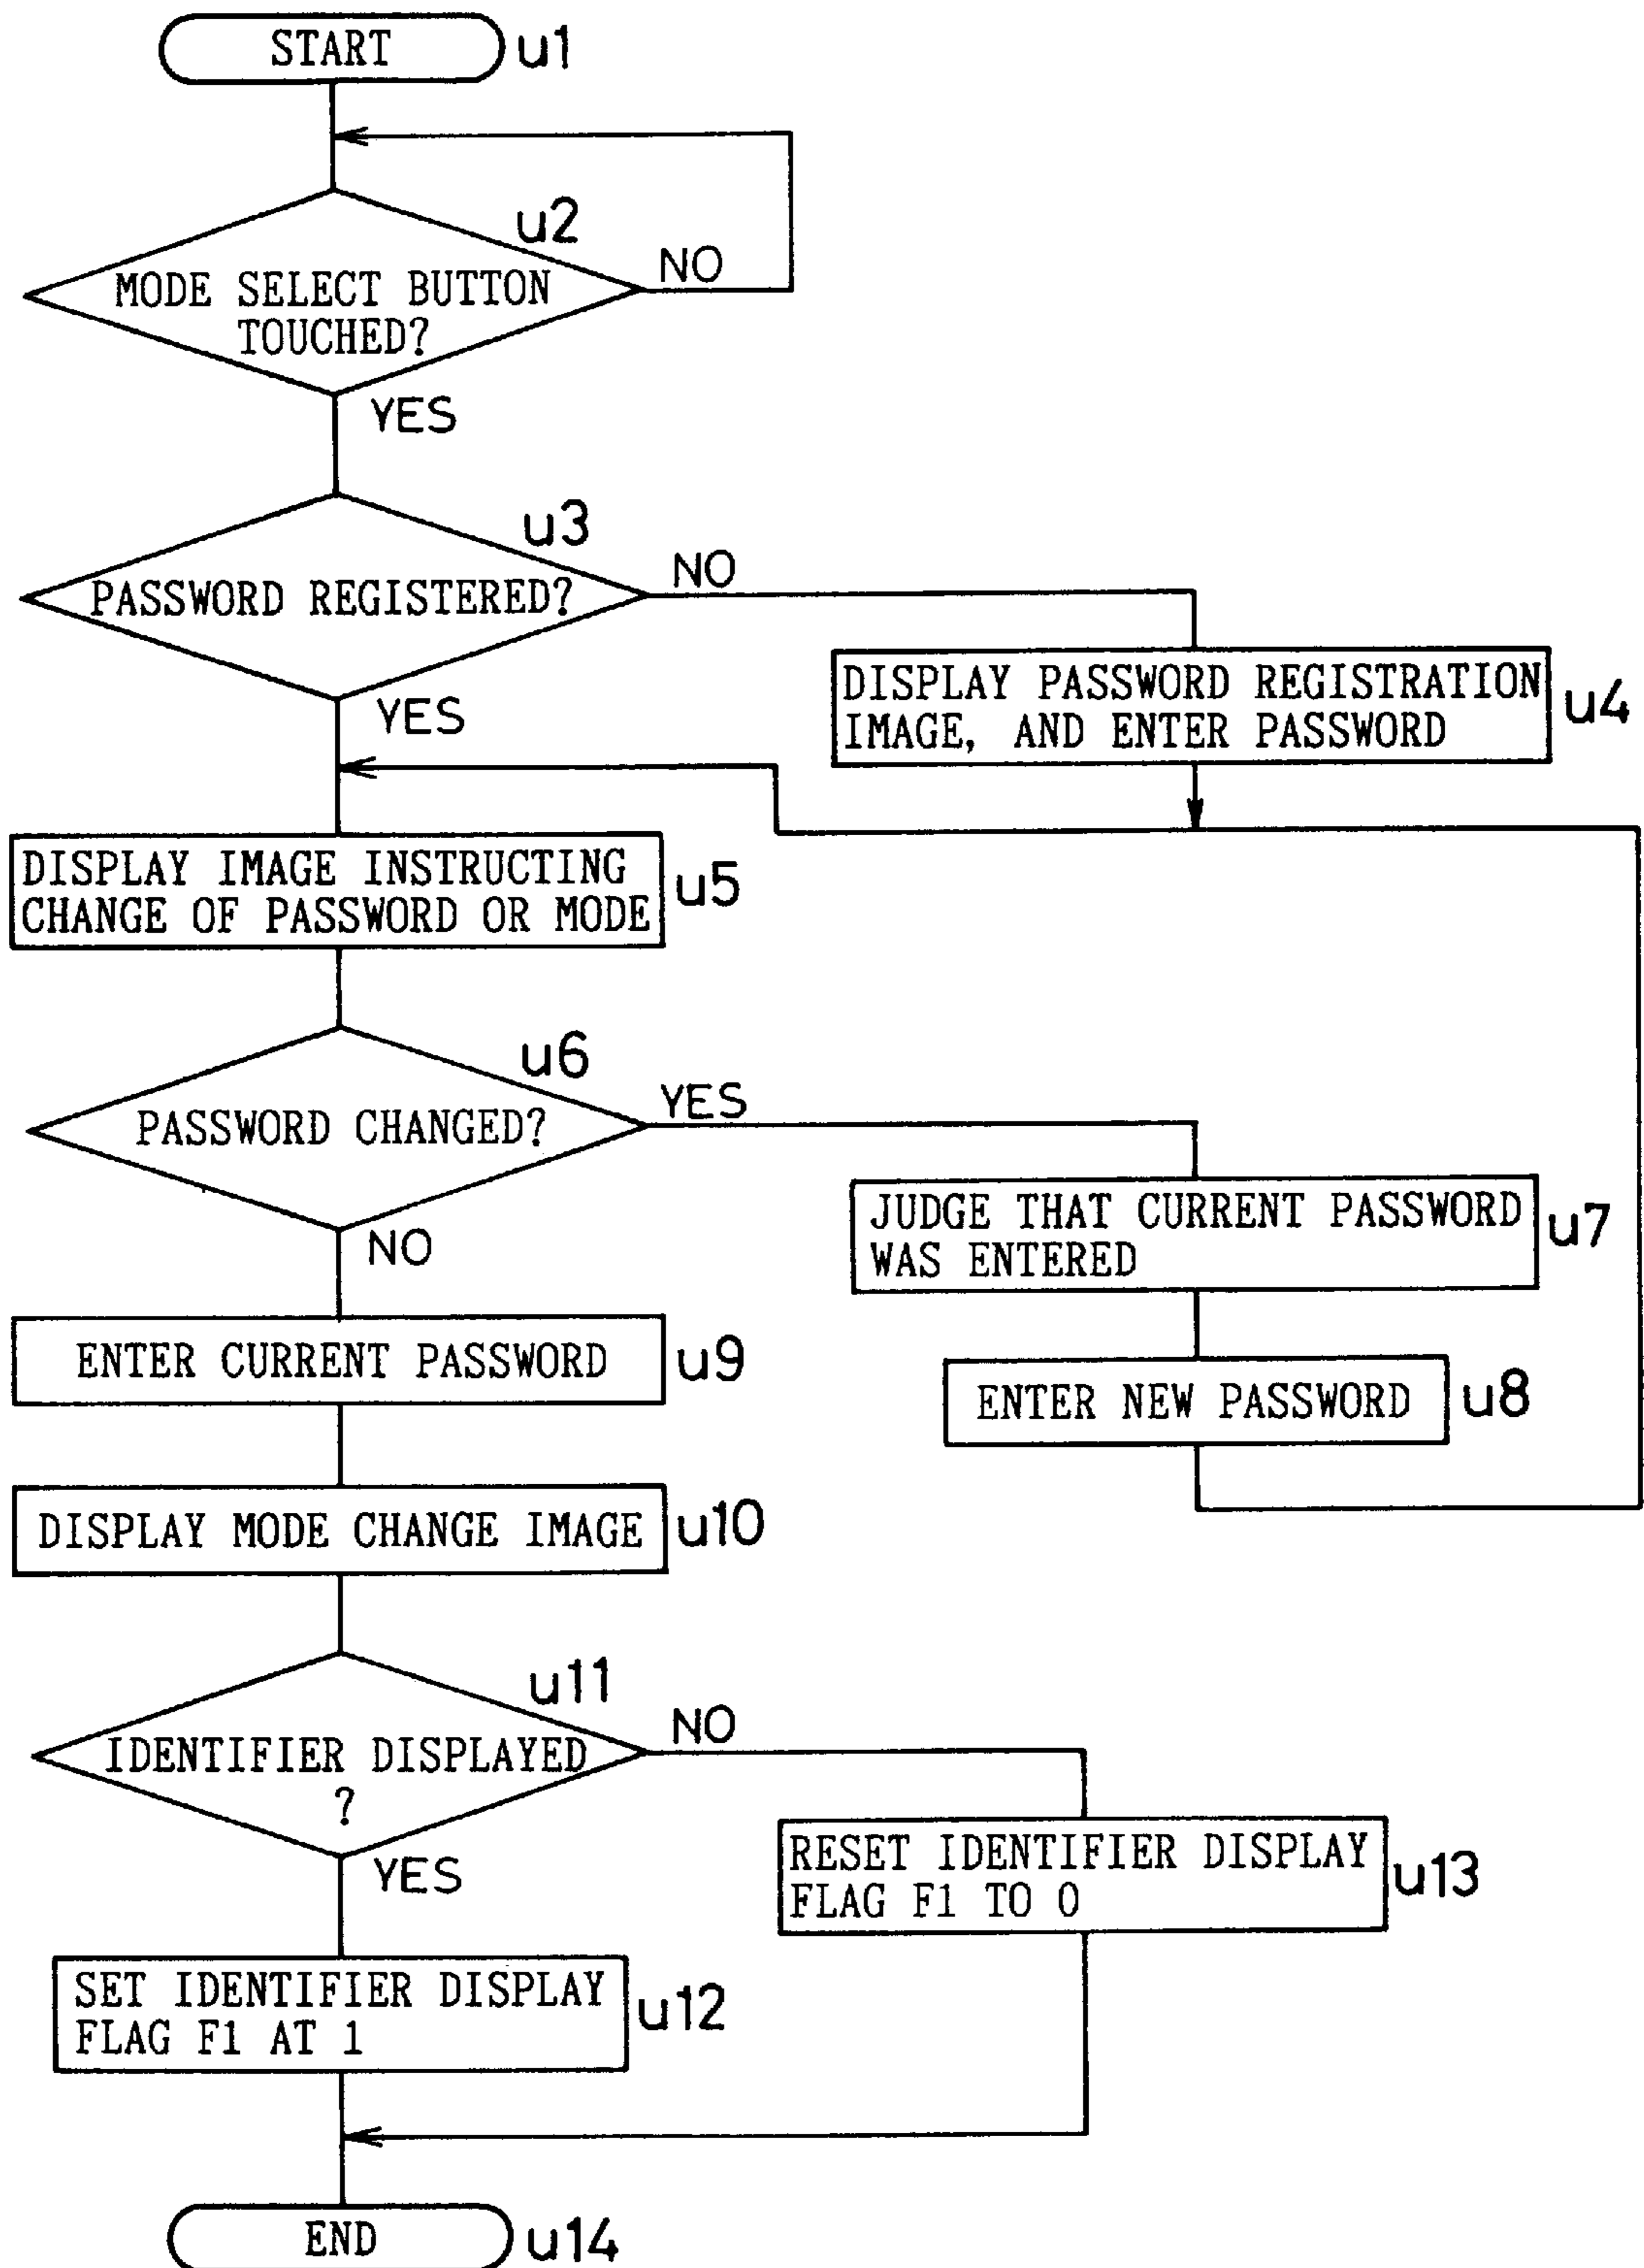 START
u1
u2
NO
MODE SELECT BUTTON
TOUCHED?
YES
u3
NO
PASSWORD REGISTERED?
YES
DISPLAY PASSWORD REGISTRATION
IMAGE, AND ENTER PASSWORD
u4
DISPLAY IMAGE INSTRUCTING
CHANGE OF PASSWORD OR MODE
u5
u6
YES
PASSWORD CHANGED?
NO
JUDGE THAT CURRENT PASSWORD
WAS ENTERED
u7
ENTER CURRENT PASSWORD
u9
ENTER NEW PASSWORD
u8
DISPLAY MODE CHANGE IMAGE
u10
u11
NO
IDENTIFIER DISPLAYED
?
YES
RESET IDENTIFIER DISPLAY
FLAG F1 TO 0
u13
SET IDENTIFIER DISPLAY
FLAG F1 AT 1
u12
END
u14